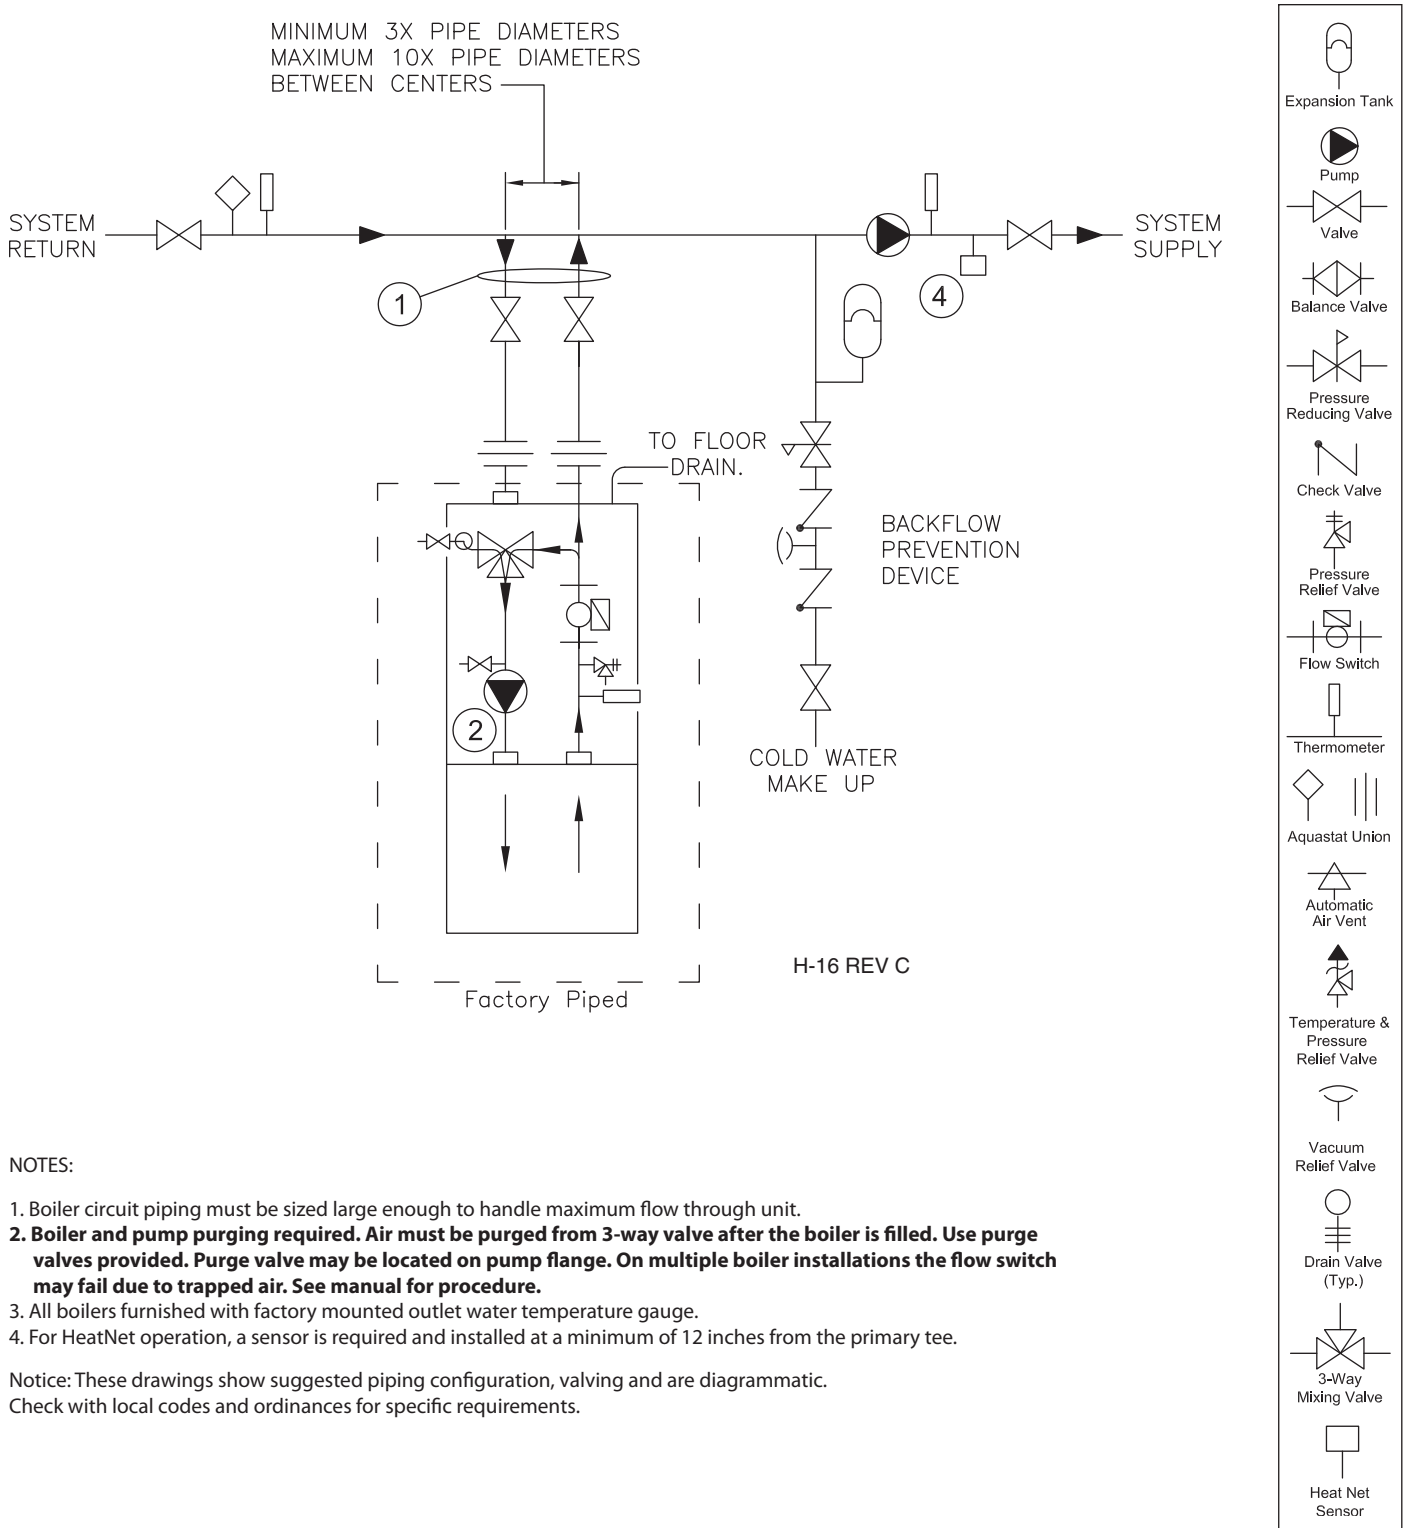 MINIMUM 3X PIPE DIAMETERS
MAXIMUM 10X PIPE DIAMETERS
BETWEEN CENTERS
SYSTEM
RETURN
SYSTEM
SUPPLY
1
4
TO FLOOR
DRAIN.
BACKFLOW
PREVENTION
DEVICE
2
COLD WATER
MAKE UP
H-16 REV C
Factory Piped
Expansion Tank
Pump
Valve
Balance Valve
Pressure
Reducing Valve
Check Valve
Pressure
Relief Valve
Flow Switch
Thermometer
Aquastat Union
Automatic
Air Vent
Temperature &
Pressure
Relief Valve
Vacuum
Relief Valve
Drain Valve
(Typ.)
3-Way
Mixing Valve
Heat Net
Sensor
NOTES:
1. Boiler circuit piping must be sized large enough to handle maximum flow through unit.
2. Boiler and pump purging required. Air must be purged from 3-way valve after the boiler is filled. Use purge
valves provided. Purge valve may be located on pump flange. On multiple boiler installations the flow switch
may fail due to trapped air. See manual for procedure.
3. All boilers furnished with factory mounted outlet water temperature gauge.
4. For HeatNet operation, a sensor is required and installed at a minimum of 12 inches from the primary tee.
Notice: These drawings show suggested piping configuration, valving and are diagrammatic.
Check with local codes and ordinances for specific requirements.